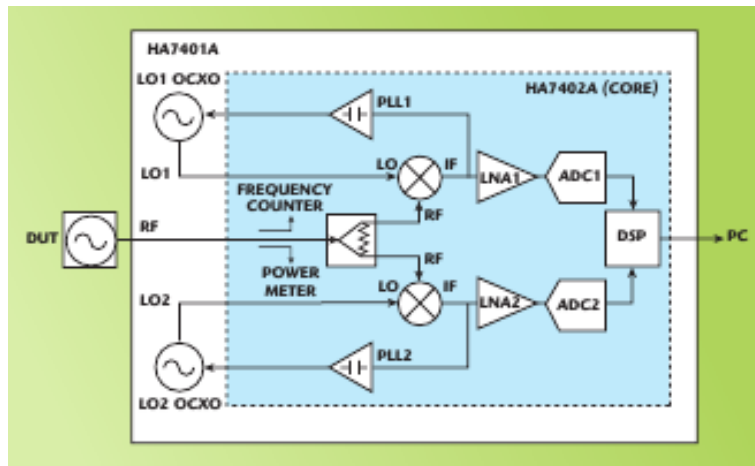 HA7401A
LO1 OCXO
HA7402A (CORE)
PLL1
LO1
LO
IF
LNA1
ADC1
FREQUENCY
COUNTER
RF
DUT
RF
DSP
PC
POWER
METER
RF
LO2
LO
IF
LNA2
ADC2
PLL2
LO2 OCXO